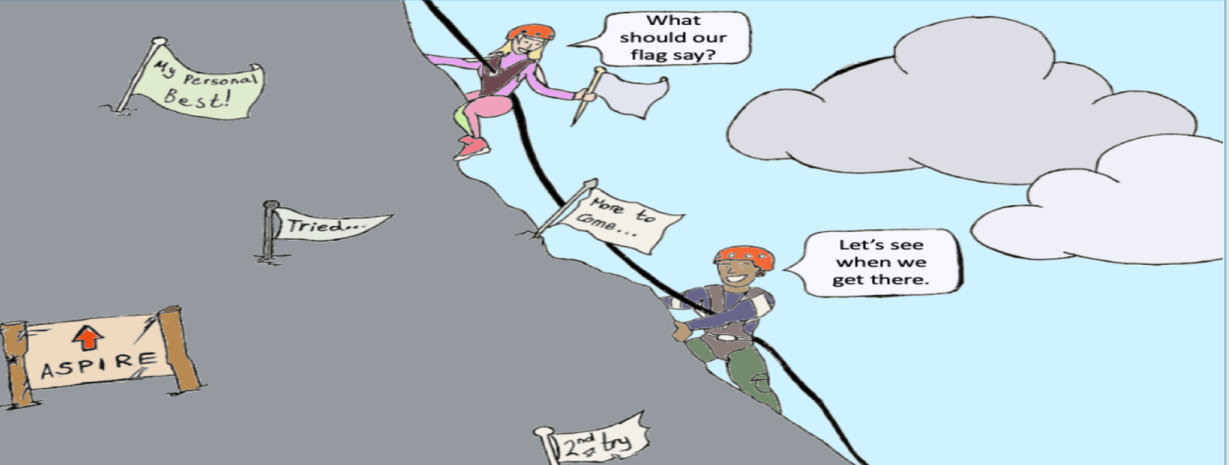 What
should our
flag say?
My Personal
Best!
More to
Come...
Tried...
Let's see
when we
get there.
ASPIRE
2nd try